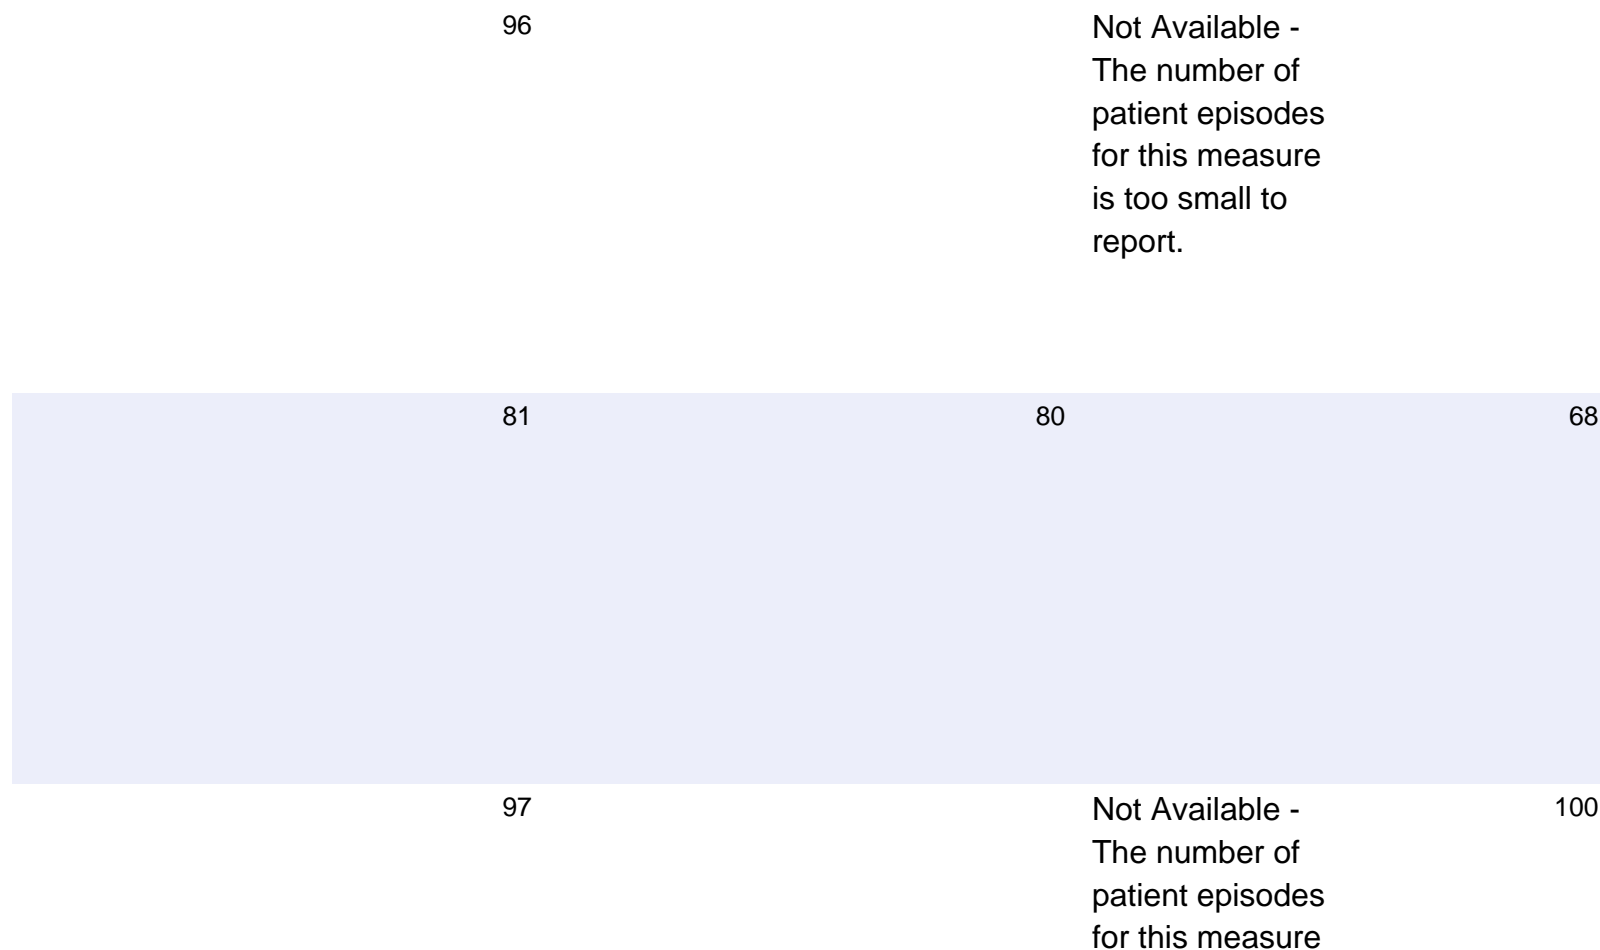 96 Not Available -
The number of
patient episodes
for this measure
is too small to
report.
81 80 68
97 Not Available - 100
The number of
patient episodes
for this measure